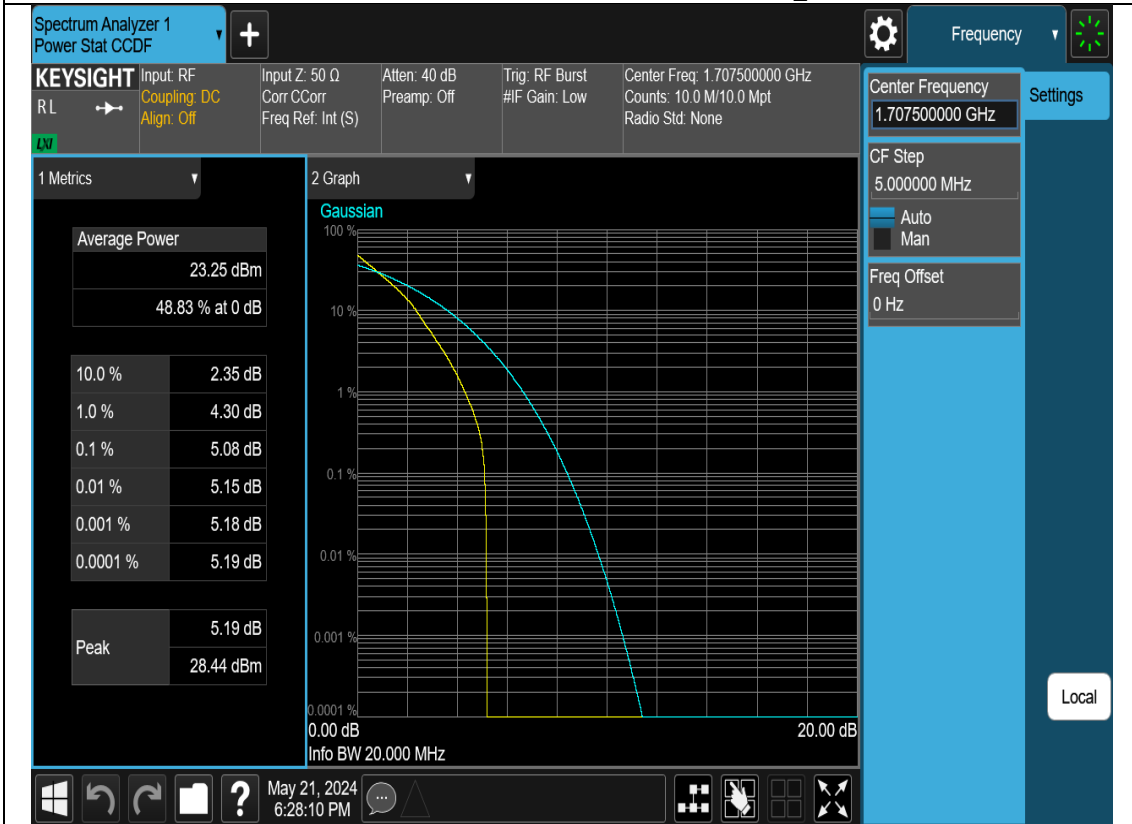 Spectrum Analyzer 1
Power Stat CCDF
+
Frequency
KEYSIGHT
RL
LXI
Input: RF
Coupling: DC
Align: Off
Input Z: 50 Ω
Corr CCorr
Freq Ref: Int (S)
Atten: 40 dB
Preamp: Off
Trig: RF Burst
#IF Gain: Low
Center Freq: 1.707500000 GHz
Counts: 10.0 M/10.0 Mpt
Radio Std: None
Center Frequency
1.707500000 GHz
Settings
CF Step
5.000000 MHz
Auto
Man
Freq Offset
0 Hz
1 Metrics
Average Power
23.25 dBm
48.83 % at 0 dB
10.0 % 2.35 dB
1.0 % 4.30 dB
0.1 % 5.08 dB
0.01 % 5.15 dB
0.001 % 5.18 dB
0.0001 % 5.19 dB
Peak 5.19 dB
28.44 dBm
2 Graph
Gaussian
100 %
10 %
1 %
0.1 %
0.01 %
0.001 %
0.0001 %
0.00 dB 20.00 dB
Info BW 20.000 MHz
Local
?
May 21, 2024
6:28:10 PM